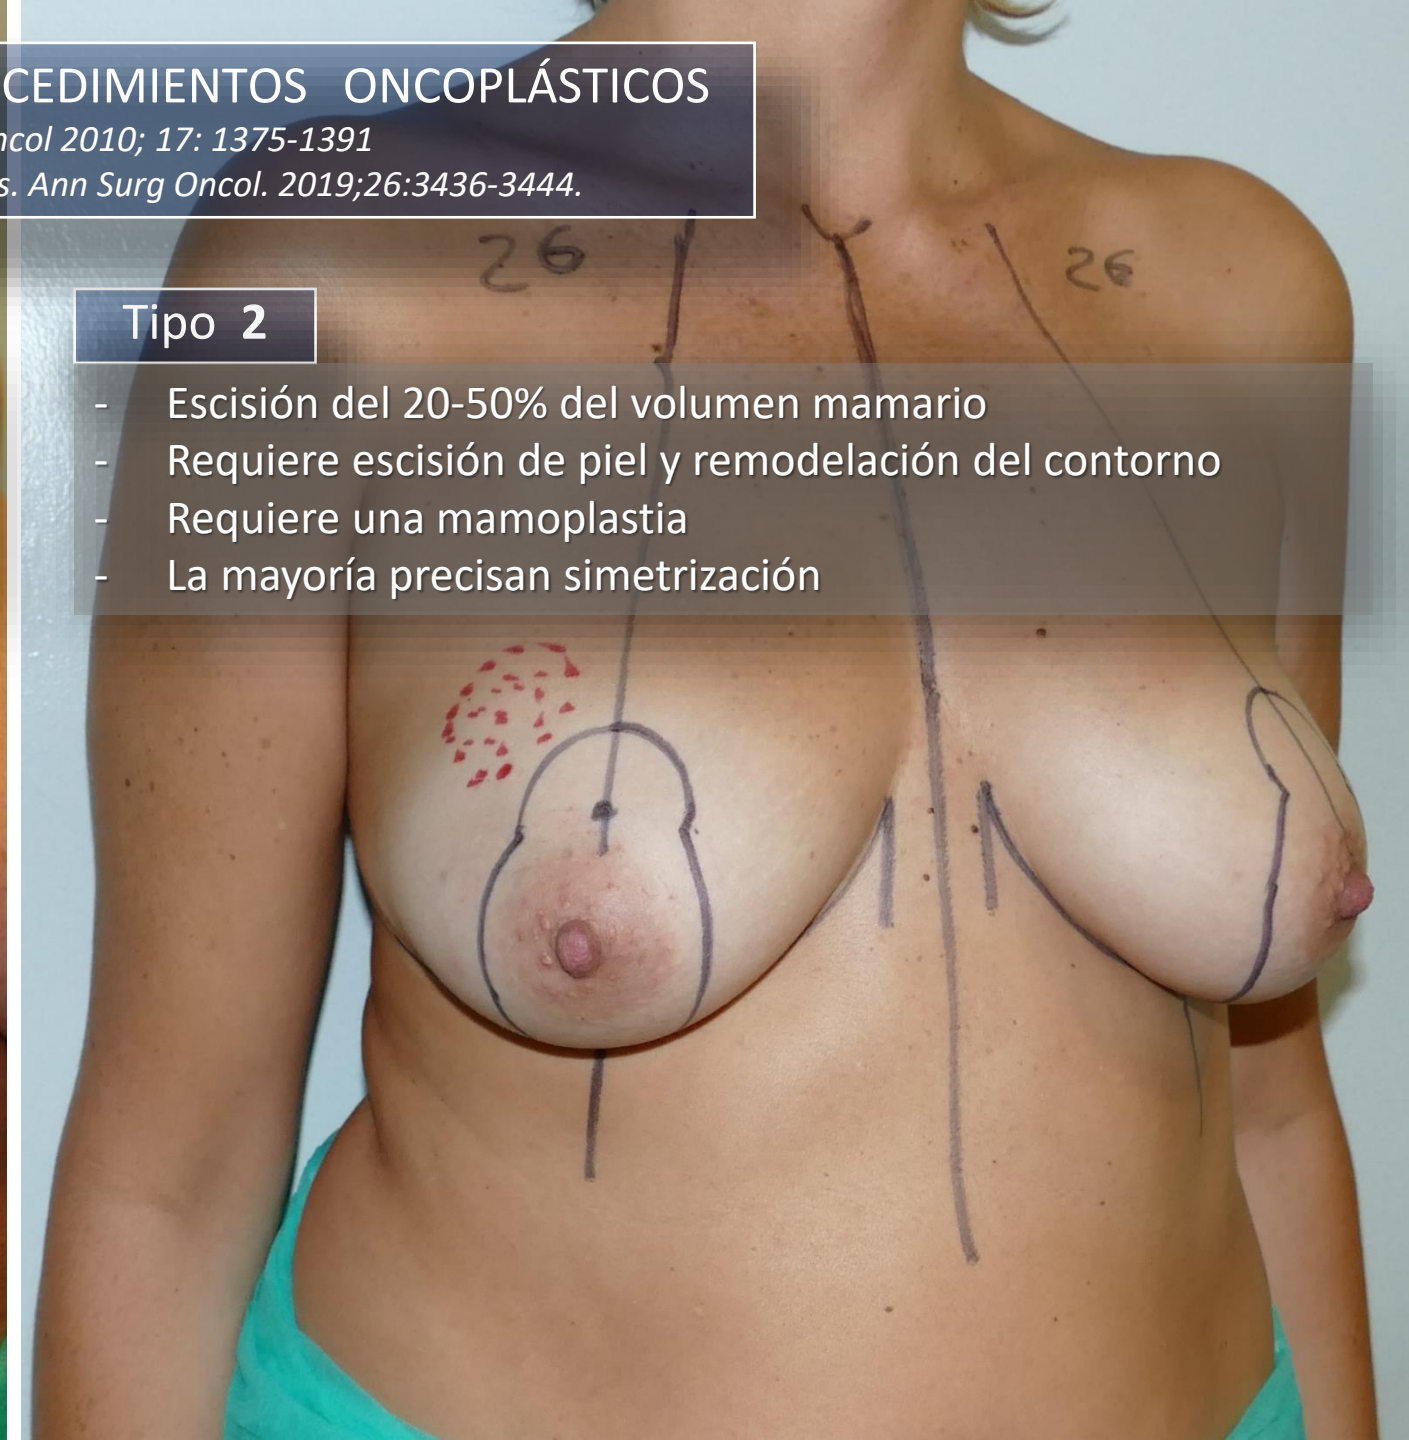 CEDIMIENTOS ONCOPLÁSTICOS
ncol 2010; 17: 1375-1391
s. Ann Surg Oncol. 2019;26:3436-3444.
26
26
Tipo 2
- Escisión del 20-50% del volumen mamario
- Requiere escisión de piel y remodelación del contorno
- Requiere una mamoplastia
- La mayoría precisan simetrización